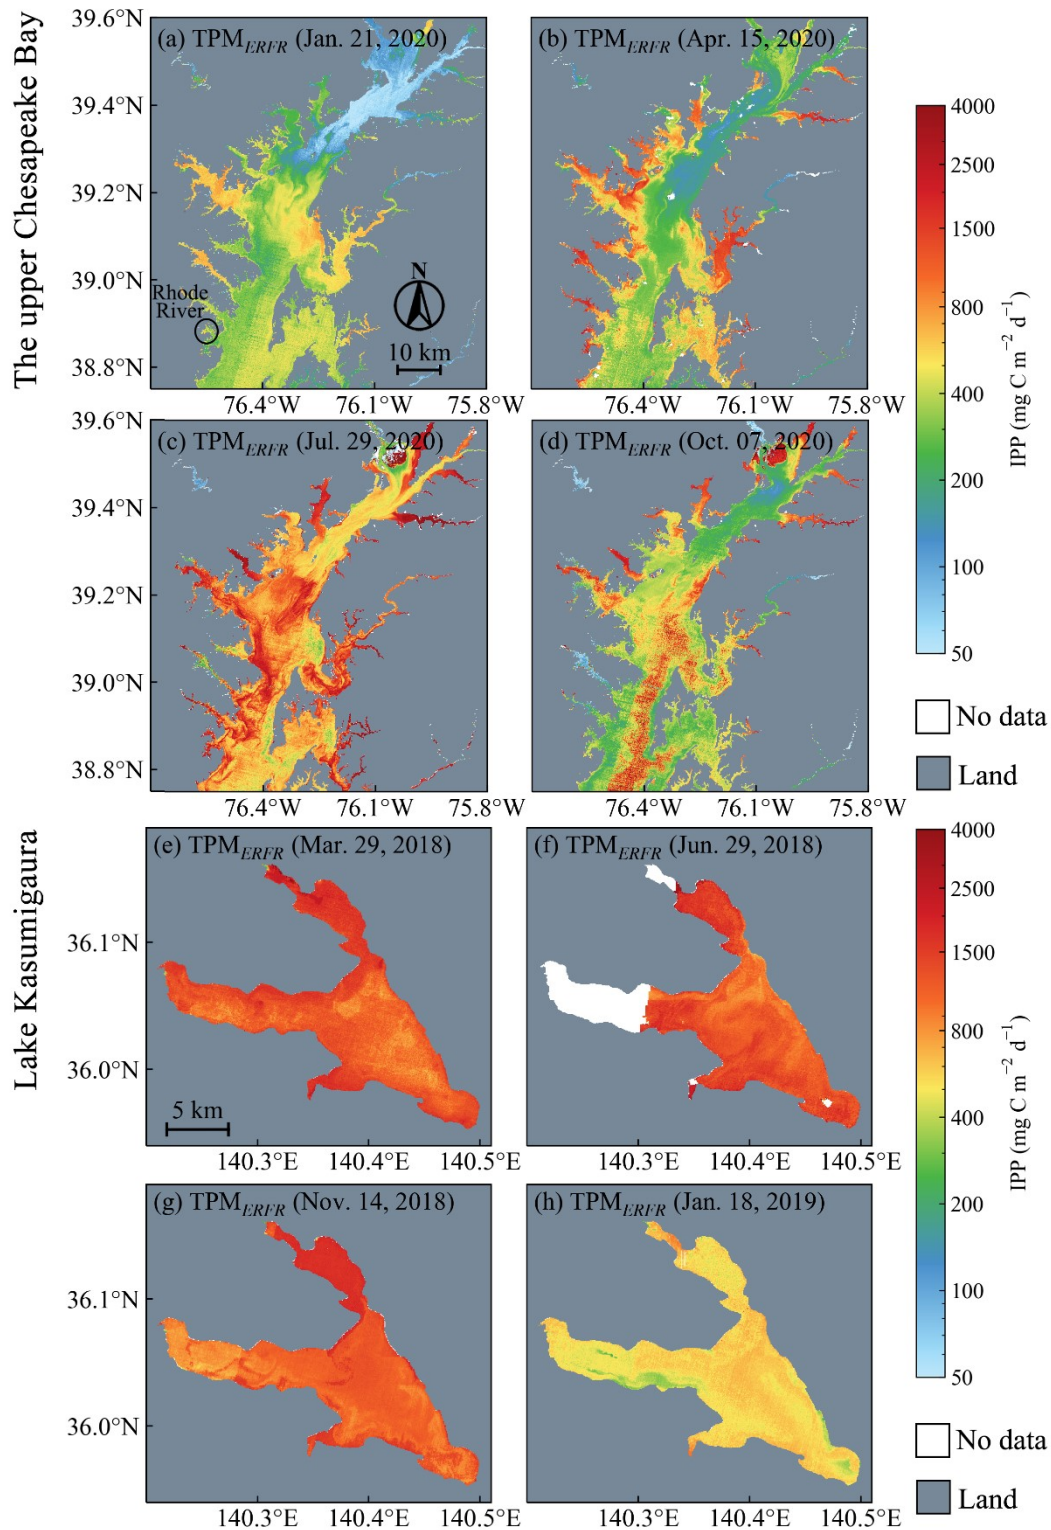 The upper Chesapeake Bay
39.6°N
39.4°N
39.2°N
39.0°N
38.8°N
(a) TPM_ERFR (Jan. 21, 2020)
Rhode
River
N
10 km
76.4°W 76.1°W 75.8°W
(b) TPM_ERFR (Apr. 15, 2020)
76.4°W 76.1°W 75.8°W
39.6°N
39.4°N
39.2°N
39.0°N
38.8°N
(c) TPM_ERFR (Jul. 29, 2020)
76.4°W 76.1°W 75.8°W
(d) TPM_ERFR (Oct. 07, 2020)
76.4°W 76.1°W 75.8°W
4000
2500
1500
800
400
200
100
50
IPP (mg C m⁻² d⁻¹)
No data
Land
Lake Kasumigaura
36.1°N
36.0°N
(e) TPM_ERFR (Mar. 29, 2018)
5 km
140.3°E 140.4°E 140.5°E
(f) TPM_ERFR (Jun. 29, 2018)
140.3°E 140.4°E 140.5°E
36.1°N
36.0°N
(g) TPM_ERFR (Nov. 14, 2018)
140.3°E 140.4°E 140.5°E
(h) TPM_ERFR (Jan. 18, 2019)
140.3°E 140.4°E 140.5°E
4000
2500
1500
800
400
200
100
50
IPP (mg C m⁻² d⁻¹)
No data
Land